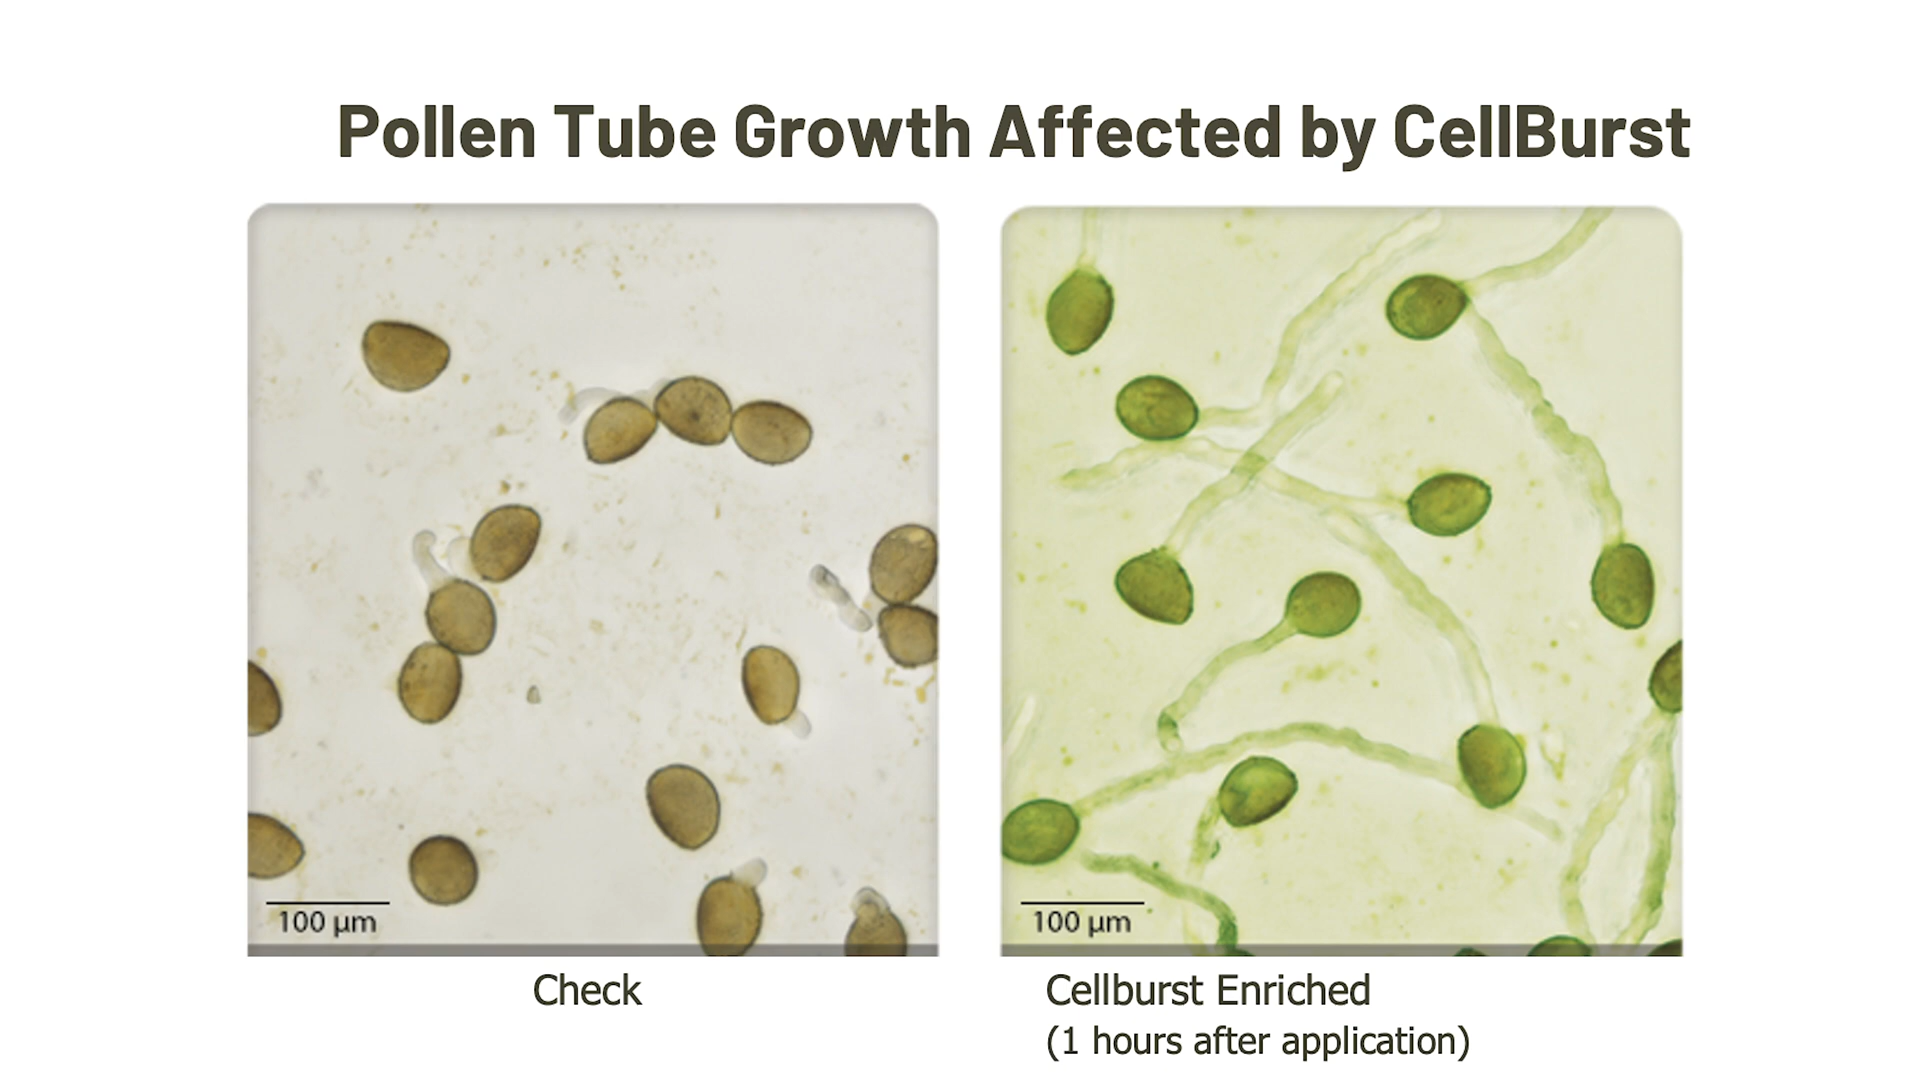 Pollen Tube Growth Affected by CellBurst
100 µm
100 µm
Check
Cellburst Enriched
(1 hours after application)